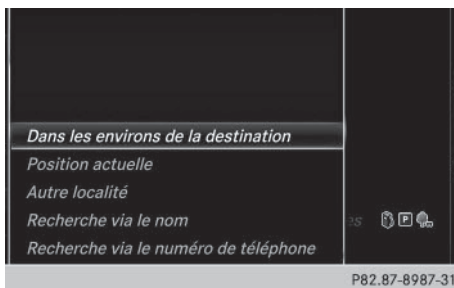 Dans les environs de la destination
Position actuelle
Autre localité
Recherche via le nom
es P
Recherche via le numéro de téléphone
P82.87-8987-31